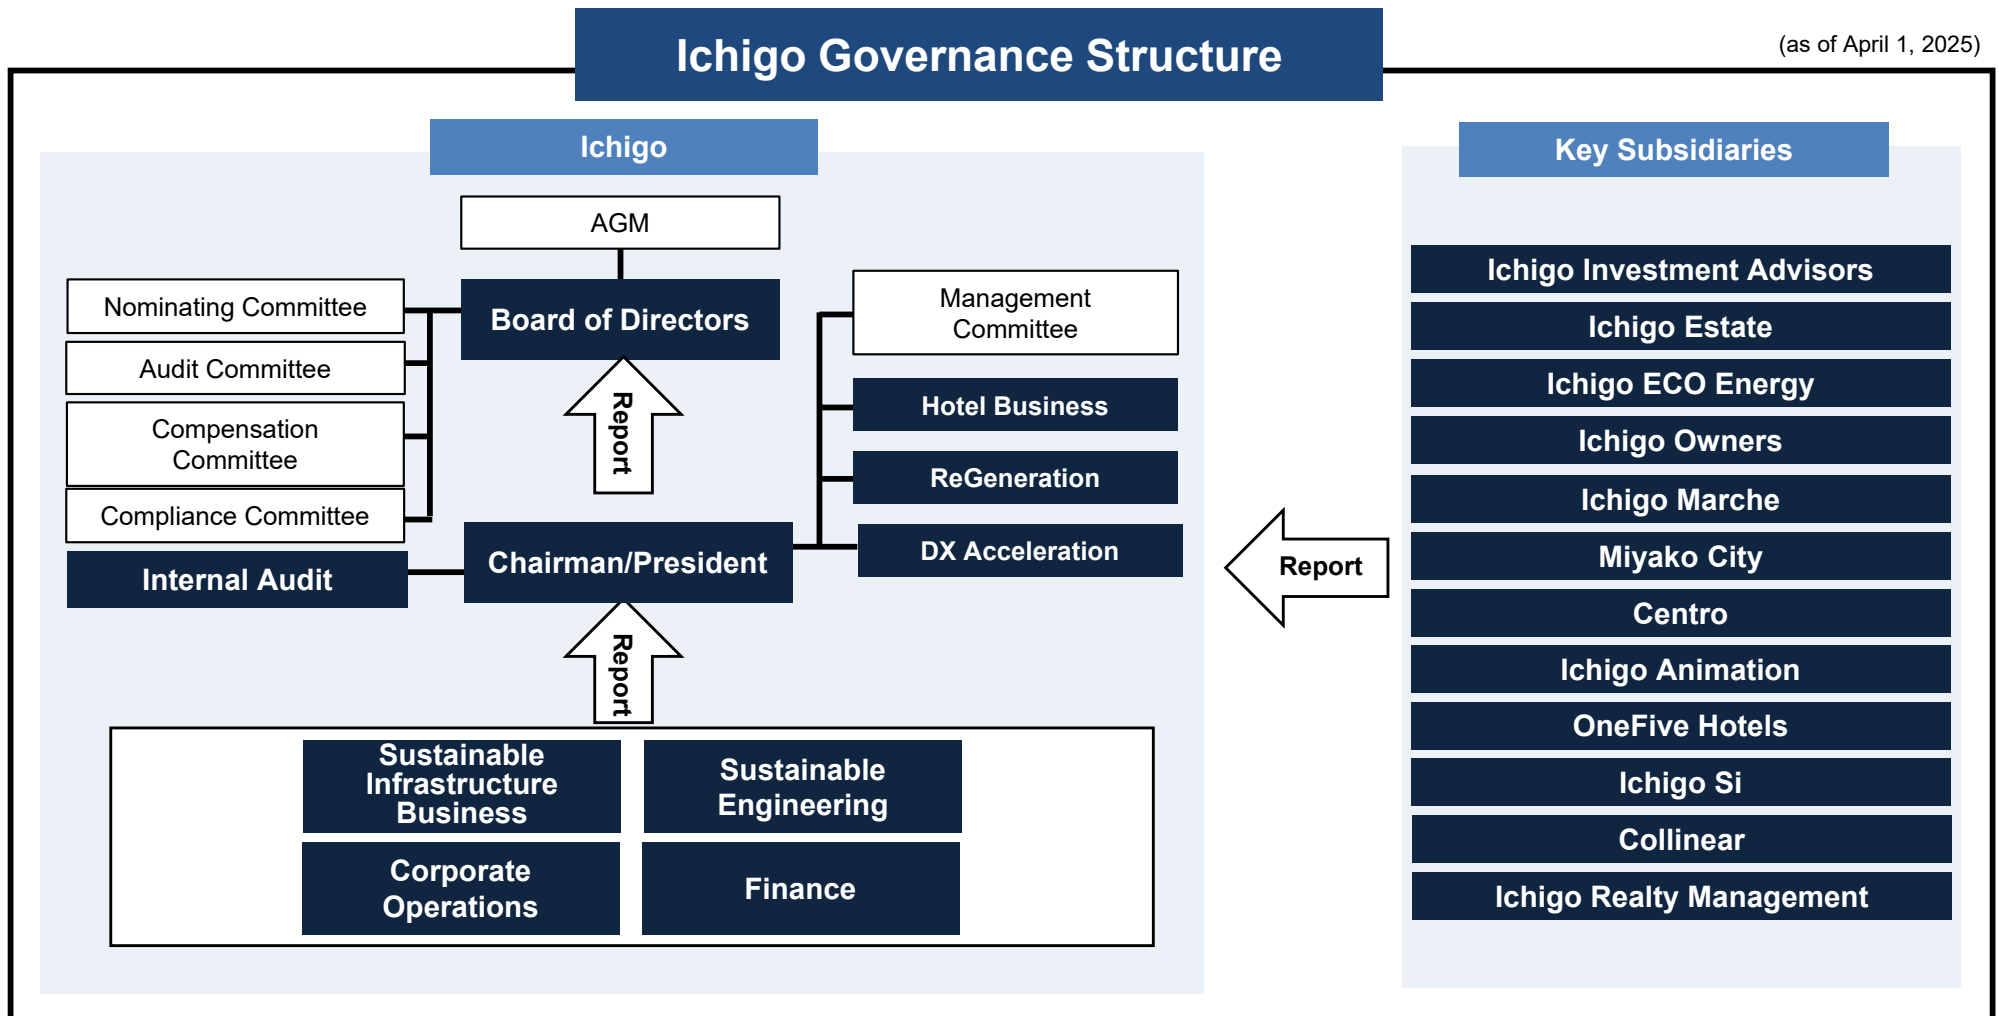 Ichigo Governance Structure
(as of April 1, 2025)
Ichigo
AGM
Nominating Committee
Audit Committee
Compensation
Committee
Compliance Committee
Internal Audit
Board of Directors
Report
Chairman/President
Report
Management
Committee
Hotel Business
ReGeneration
DX Acceleration
Sustainable
Infrastructure
Business
Sustainable
Engineering
Corporate
Operations
Finance
Report
Key Subsidiaries
Ichigo Investment Advisors
Ichigo Estate
Ichigo ECO Energy
Ichigo Owners
Ichigo Marche
Miyako City
Centro
Ichigo Animation
OneFive Hotels
Ichigo Si
Collinear
Ichigo Realty Management